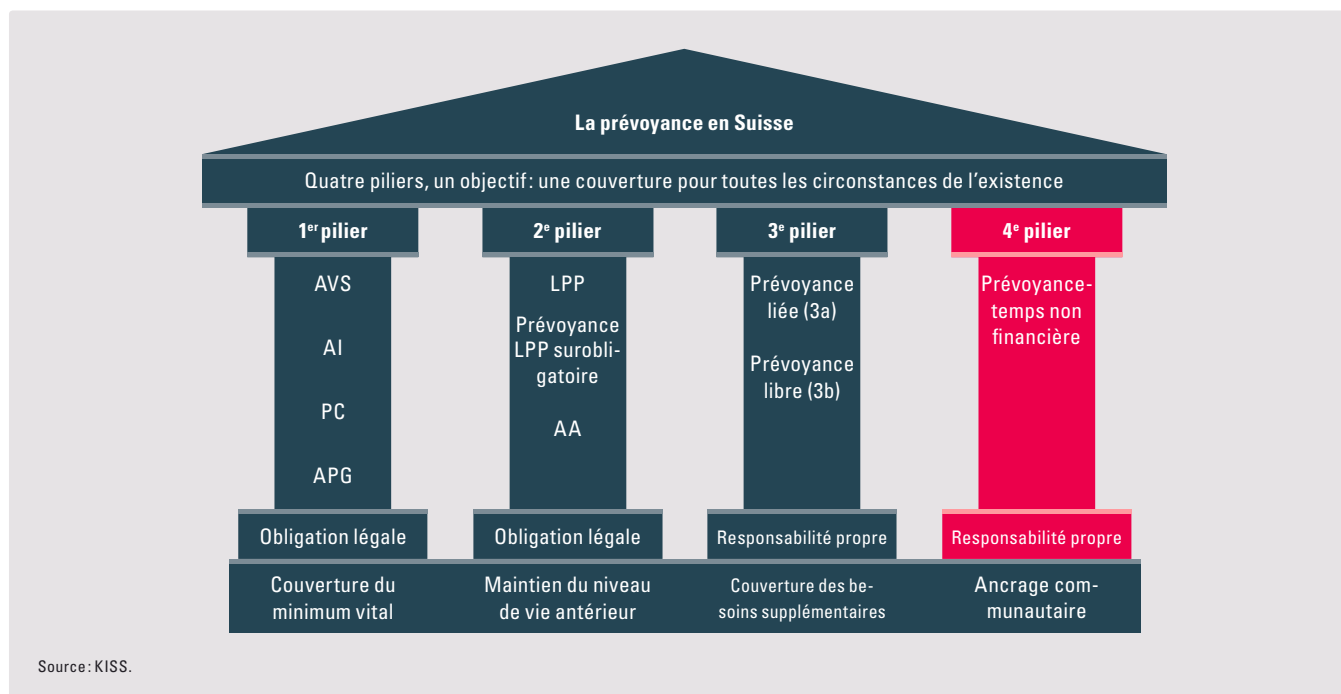 La prévoyance en Suisse
Quatre piliers, un objectif: une couverture pour toutes les circonstances de l'existence
1er pilier
AVS
AI
PC
APG
Obligation légale
Couverture du
minimum vital
2e pilier
LPP
Prévoyance
LPP surobli-
gatoire
AA
Obligation légale
Maintien du niveau
de vie antérieur
3e pilier
Prévoyance
liée (3a)
Prévoyance
libre (3b)
Responsabilité propre
Couverture des be-
soins supplémentaires
4e pilier
Prévoyance-
temps non
financière
Responsabilité propre
Ancrage com-
munautaire
Source: KISS.